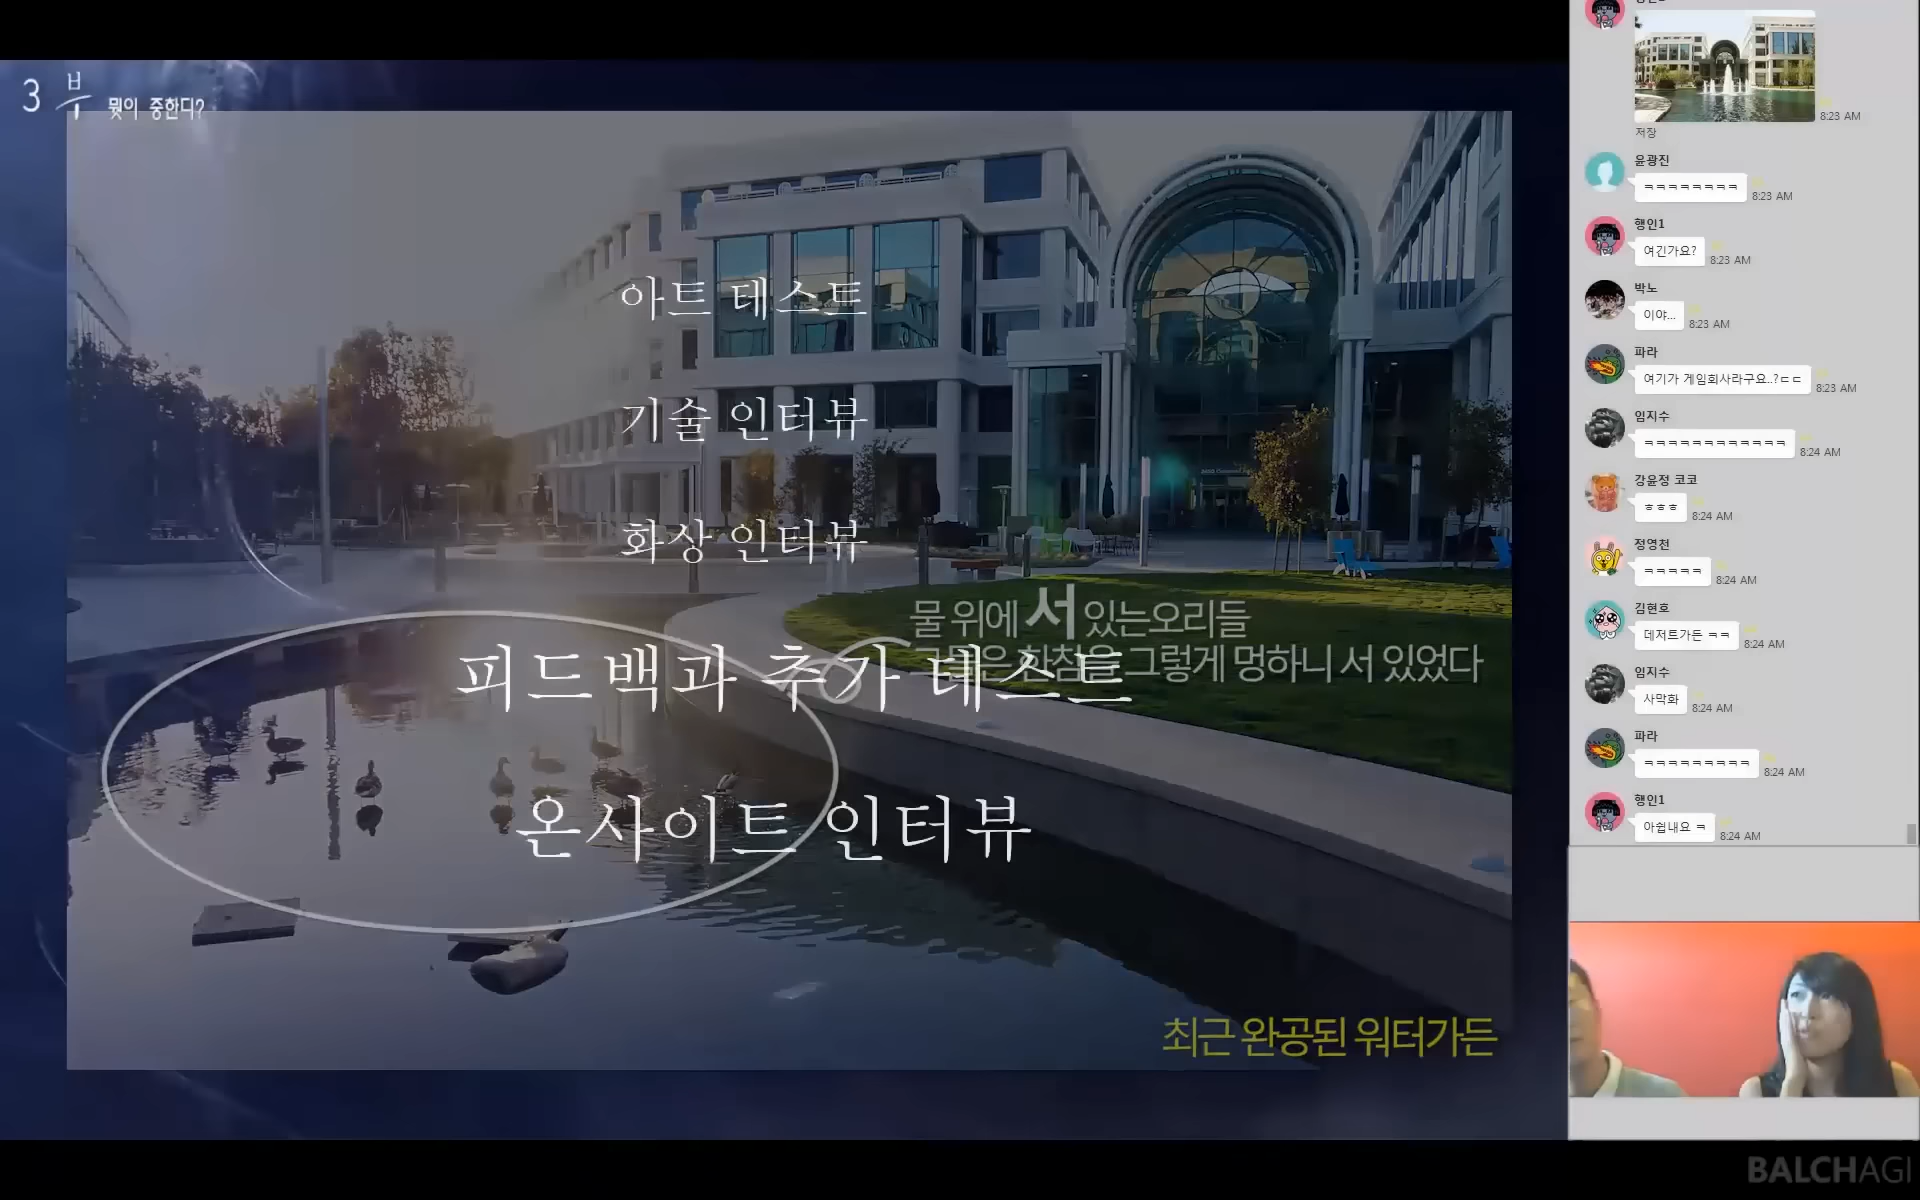 3 부 뭣이 중한디?
아트 테스트
기술 인터뷰
화상 인터뷰
물 위에 서 있는오리들
한참을 그렇게 멍하니 서 있었다
피드백과 추가 테스트
온사이트 인터뷰
최근 완공된 워터가든
8:23 AM
저장
윤광진
ㅋㅋㅋㅋㅋㅋㅋㅋ
8:23 AM
행인1
여긴가요?
8:23 AM
박노
이야...
8:23 AM
파라
여기가 게임회사라구요..?ㄷㄷ
8:23 AM
임지수
ㅋㅋㅋㅋㅋㅋㅋㅋㅋㅋㅋㅋ
8:24 AM
강윤정 코코
ㅎㅎㅎ
8:24 AM
정영천
ㅋㅋㅋㅋㅋ
8:24 AM
김현호
데저트가든 ㅋㅋ
8:24 AM
임지수
사막화
8:24 AM
파라
ㅋㅋㅋㅋㅋㅋㅋㅋㅋ
8:24 AM
행인1
아쉽내요 ㅋ
8:24 AM
BALCHAGI